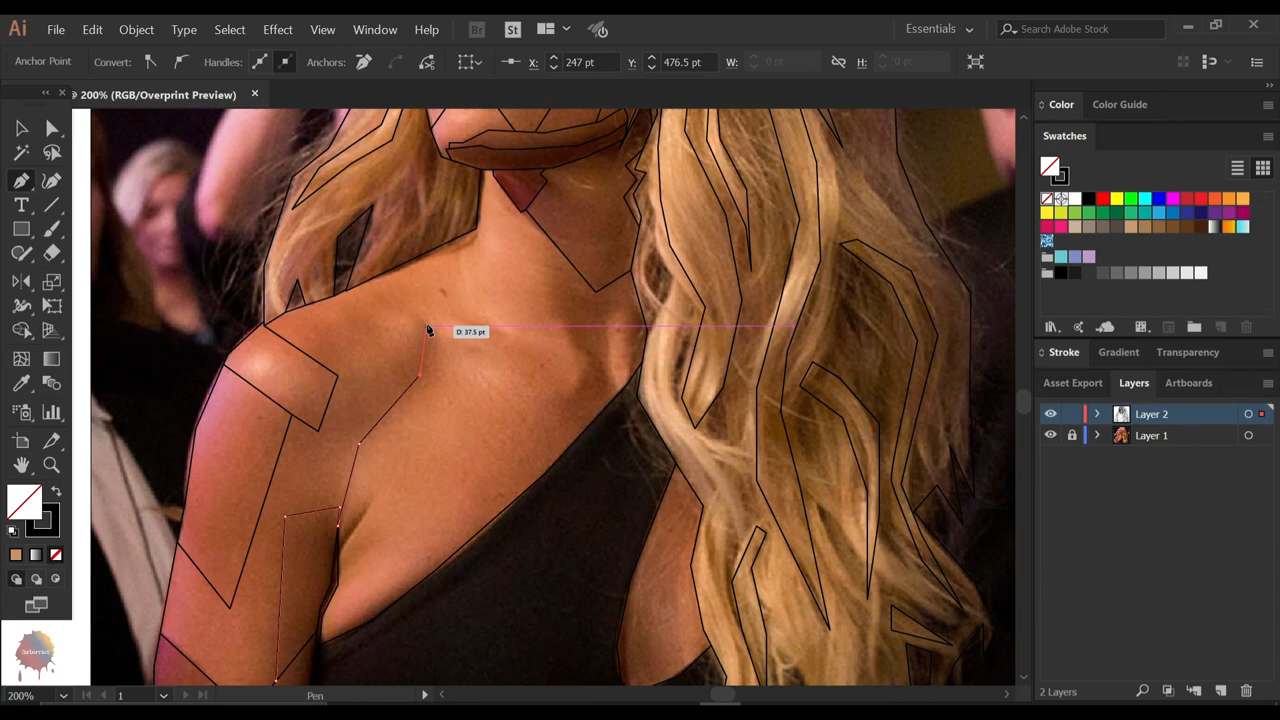 Ai File Edit Object Type Select Effect View Window Help Br St Essentials Search Adobe Stock
Anchor Point Convert: Handles: Anchors: X: 247 pt Y: 476.5 pt W: 0 pt H: 0 pt
@ 200% (RGB/Overprint Preview)
Color Color Guide
Swatches
D: 37.5 pt
Stroke Gradient Transparency
Asset Export Layers Artboards
Layer 2
Layer 1
200% 1 Pen 2 Layers